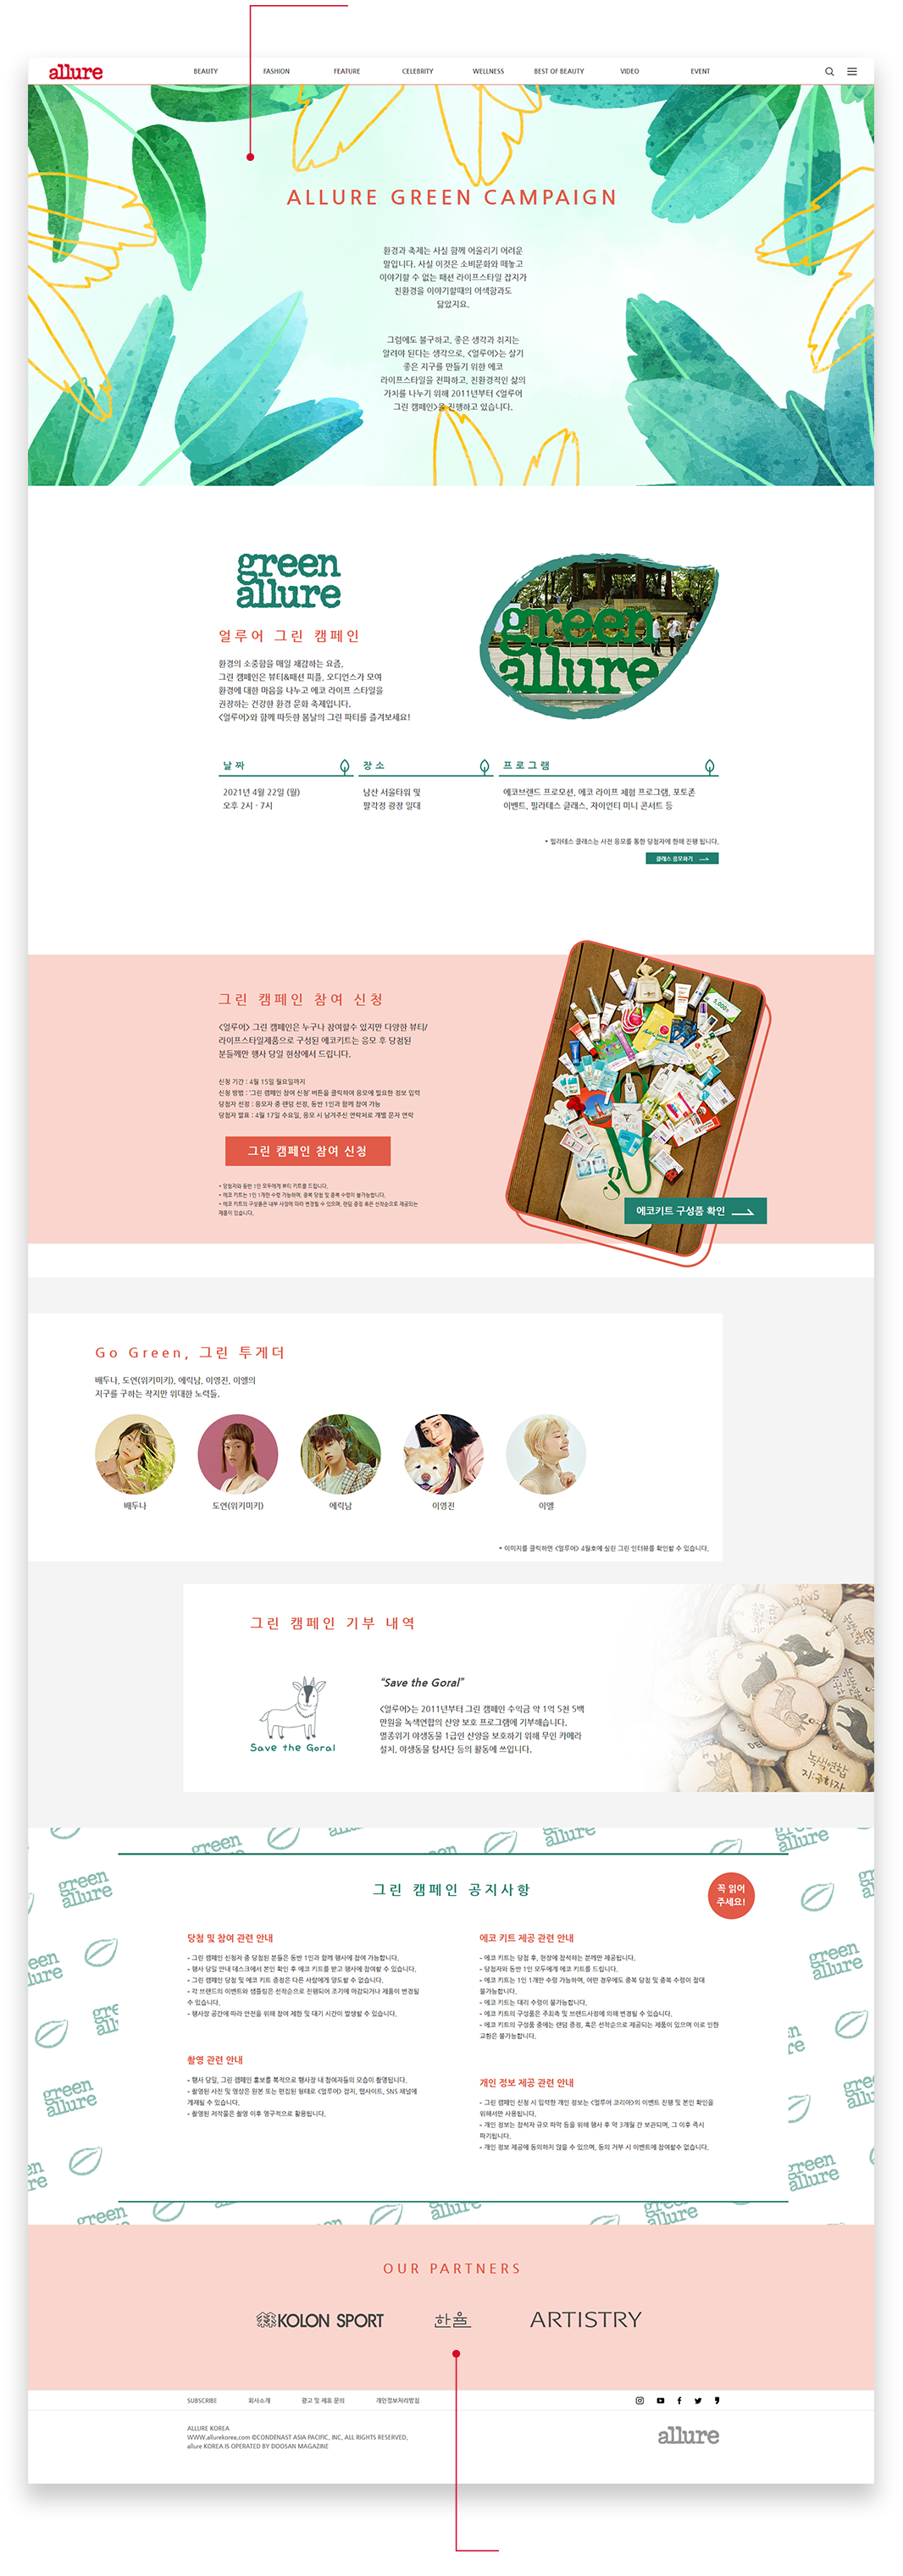 allure
BEAUTY
FASHION
FEATURE
CELEBRITY
WELLNESS
BEST OF BEAUTY
VIDEO
EVENT
ALLURE GREEN CAMPAIGN
환경과 축제는 사실 함께 어울리기 어려운
말입니다. 사실 이것은 소비문화와 떼놓고
이야기할 수 없는 패션 라이프스타일 잡지가
친환경을 이야기할때의 어색함과도
닮았지요.
그럼에도 불구하고, 좋은 생각과 취지는
알려야 된다는 생각으로, <얼루어>는 살기
좋은 지구를 만들기 위한 에코
라이프스타일을 전파하고, 친환경적인 삶의
가치를 나누기 위해 2011년부터 <얼루어
그린 캠페인>을 진행하고 있습니다.
green
allure
green
allure
얼루어 그린 캠페인
환경의 소중함을 매일 체감하는 요즘,
그린 캠페인은 뷰티&패션 피플, 오디언스가 모여
환경에 대한 마음을 나누고 에코 라이프 스타일을
권장하는 건강한 환경 문화 축제입니다.
<얼루어>와 함께 따듯한 봄날의 그린 파티를 즐겨보세요!
날짜
장소
프로그램
2021년 4월 22일 (월)
오후 2시 - 7시
남산 서울타워 및
팔각정 광장 일대
에코브랜드 프로모션, 에코 라이프 체험 프로그램, 포토존
이벤트, 필라테스 클래스, 자이언티 미니 콘서트 등
* 필라테스 클래스는 사전 응모를 통한 당첨자에 한해 진행 됩니다.
클래스 응모하기
그린 캠페인 참여 신청
<얼루어> 그린 캠페인은 누구나 참여할수 있지만 다양한 뷰티/
라이프스타일제품으로 구성된 에코키트는 응모 후 당첨된
분들께만 행사 당일 현상에서 드립니다.
신청 기간 : 4월 15일 월요일까지
신청 방법 : '그린 캠페인 참여 신청' 버튼을 클릭하여 응모에 필요한 정보 입력
당첨자 선정 : 응모자 중 랜덤 선정, 동반 1인과 함께 참여 가능
당첨자 발표 : 4월 17일 수요일, 응모 시 남겨주신 연락처로 개별 문자 연락
그린 캠페인 참여 신청
* 당첨자와 동반 1인 모두에게 뷰티 키트를 드립니다.
* 에코 키트는 1인 1개만 수령 가능하며, 중복 당첨 및 중복 수령이 불가능합니다.
* 에코 키트의 구성품은 내부 사정에 따라 변경될 수 있으며, 랜덤 증정 혹은 선착순으로 제공되는
제품이 있습니다.
5,000
에코키트 구성품 확인
Go Green, 그린 투게더
배두나, 도연(위키미키), 에릭남, 이영진, 이엘의
지구를 구하는 작지만 위대한 노력들.
배두나
도연(위키미키)
에릭남
이영진
이엘
* 이미지를 클릭하면 <얼루어> 4월호에 실린 그린 인터뷰를 확인할 수 있습니다.
그린 캠페인 기부 내역
Save the Goral
"Save the Goral"
<얼루어>는 2011년부터 그린 캠페인 수익금 약 1억 5천 5백
만원을 녹색연합의 산양 보호 프로그램에 기부해습니다.
멸종위기 야생동물 1급인 산양을 보호하기 위해 무인 카메라
설치, 야생동물 탐사단 등의 활동에 쓰입니다.
녹색연합
지구하자
그린 캠페인 공지사항
꼭 읽어
주세요!
당첨 및 참여 관련 안내
- 그린 캠페인 신청자 중 당첨된 분들은 동반 1인과 함께 행사에 참여 가능합니다.
- 행사 당일 안내 데스크에서 본인 확인 후 에코 키트를 받고 행사에 참여할 수 있습니다.
- 그린 캠페인 당첨 및 에코 키트 증정은 다른 사람에게 양도할 수 없습니다.
- 각 브랜드의 이벤트와 샘플링은 선착순으로 진행되어 조기에 마감되거나 제품이 변경될
수 있습니다.
- 행사장 공간에 따라 안전을 위해 참여 제한 및 대기 시간이 발생할 수 있습니다.
촬영 관련 안내
- 행사 당일, 그린 캠페인 홍보를 목적으로 행사장 내 참여자들의 모습이 촬영됩니다.
- 촬영된 사진 및 영상은 원본 또는 편집된 형태로 <얼루어> 잡지, 웹사이트, SNS 채널에
게재될 수 있습니다.
- 촬영된 저작물은 촬영 이후 영구적으로 활용됩니다.
에코 키트 제공 관련 안내
- 에코 키트는 당첨 후, 현장에 참석하는 분께만 제공됩니다.
- 당첨자와 동반 1인 모두에게 에코 키트를 드립니다.
- 에코 키트는 1인 1개만 수령 가능하며, 어떤 경우에도 중복 당첨 및 중복 수령이 절대
불가능합니다.
- 에코 키트는 대리 수령이 불가능합니다.
- 에코 키트의 구성품은 주최측 및 브랜드사정에 의해 변경될 수 있습니다.
- 에코 키트의 구성품 중에는 랜덤 증정, 혹은 선착순으로 제공되는 제품이 있으며 이로 인한
교환은 불가능합니다.
개인 정보 제공 관련 안내
- 그린 캠페인 신청 시 입력한 개인 정보는 <얼루어 코리아>의 이벤트 진행 및 본인 확인을
위해서만 사용됩니다.
- 개인 정보는 참석자 규모 파악 등을 위해 행사 후 약 3개월 간 보관되며, 그 이후 즉시
파기됩니다.
- 개인 정보 제공에 동의하지 않을 수 있으며, 동의 거부 시 이벤트에 참여할수 없습니다.
OUR PARTNERS
KOLON SPORT
한율
ARTISTRY
SUBSCRIBE
회사소개
광고 및 제휴 문의
개인정보처리방침
ALLURE KOREA
WWW.allurekorea.com ©CONDENAST ASIA PACIFIC, INC. ALL RIGHTS RESERVED.
allure KOREA IS OPERATED BY DOOSAN MAGAZINE
allure